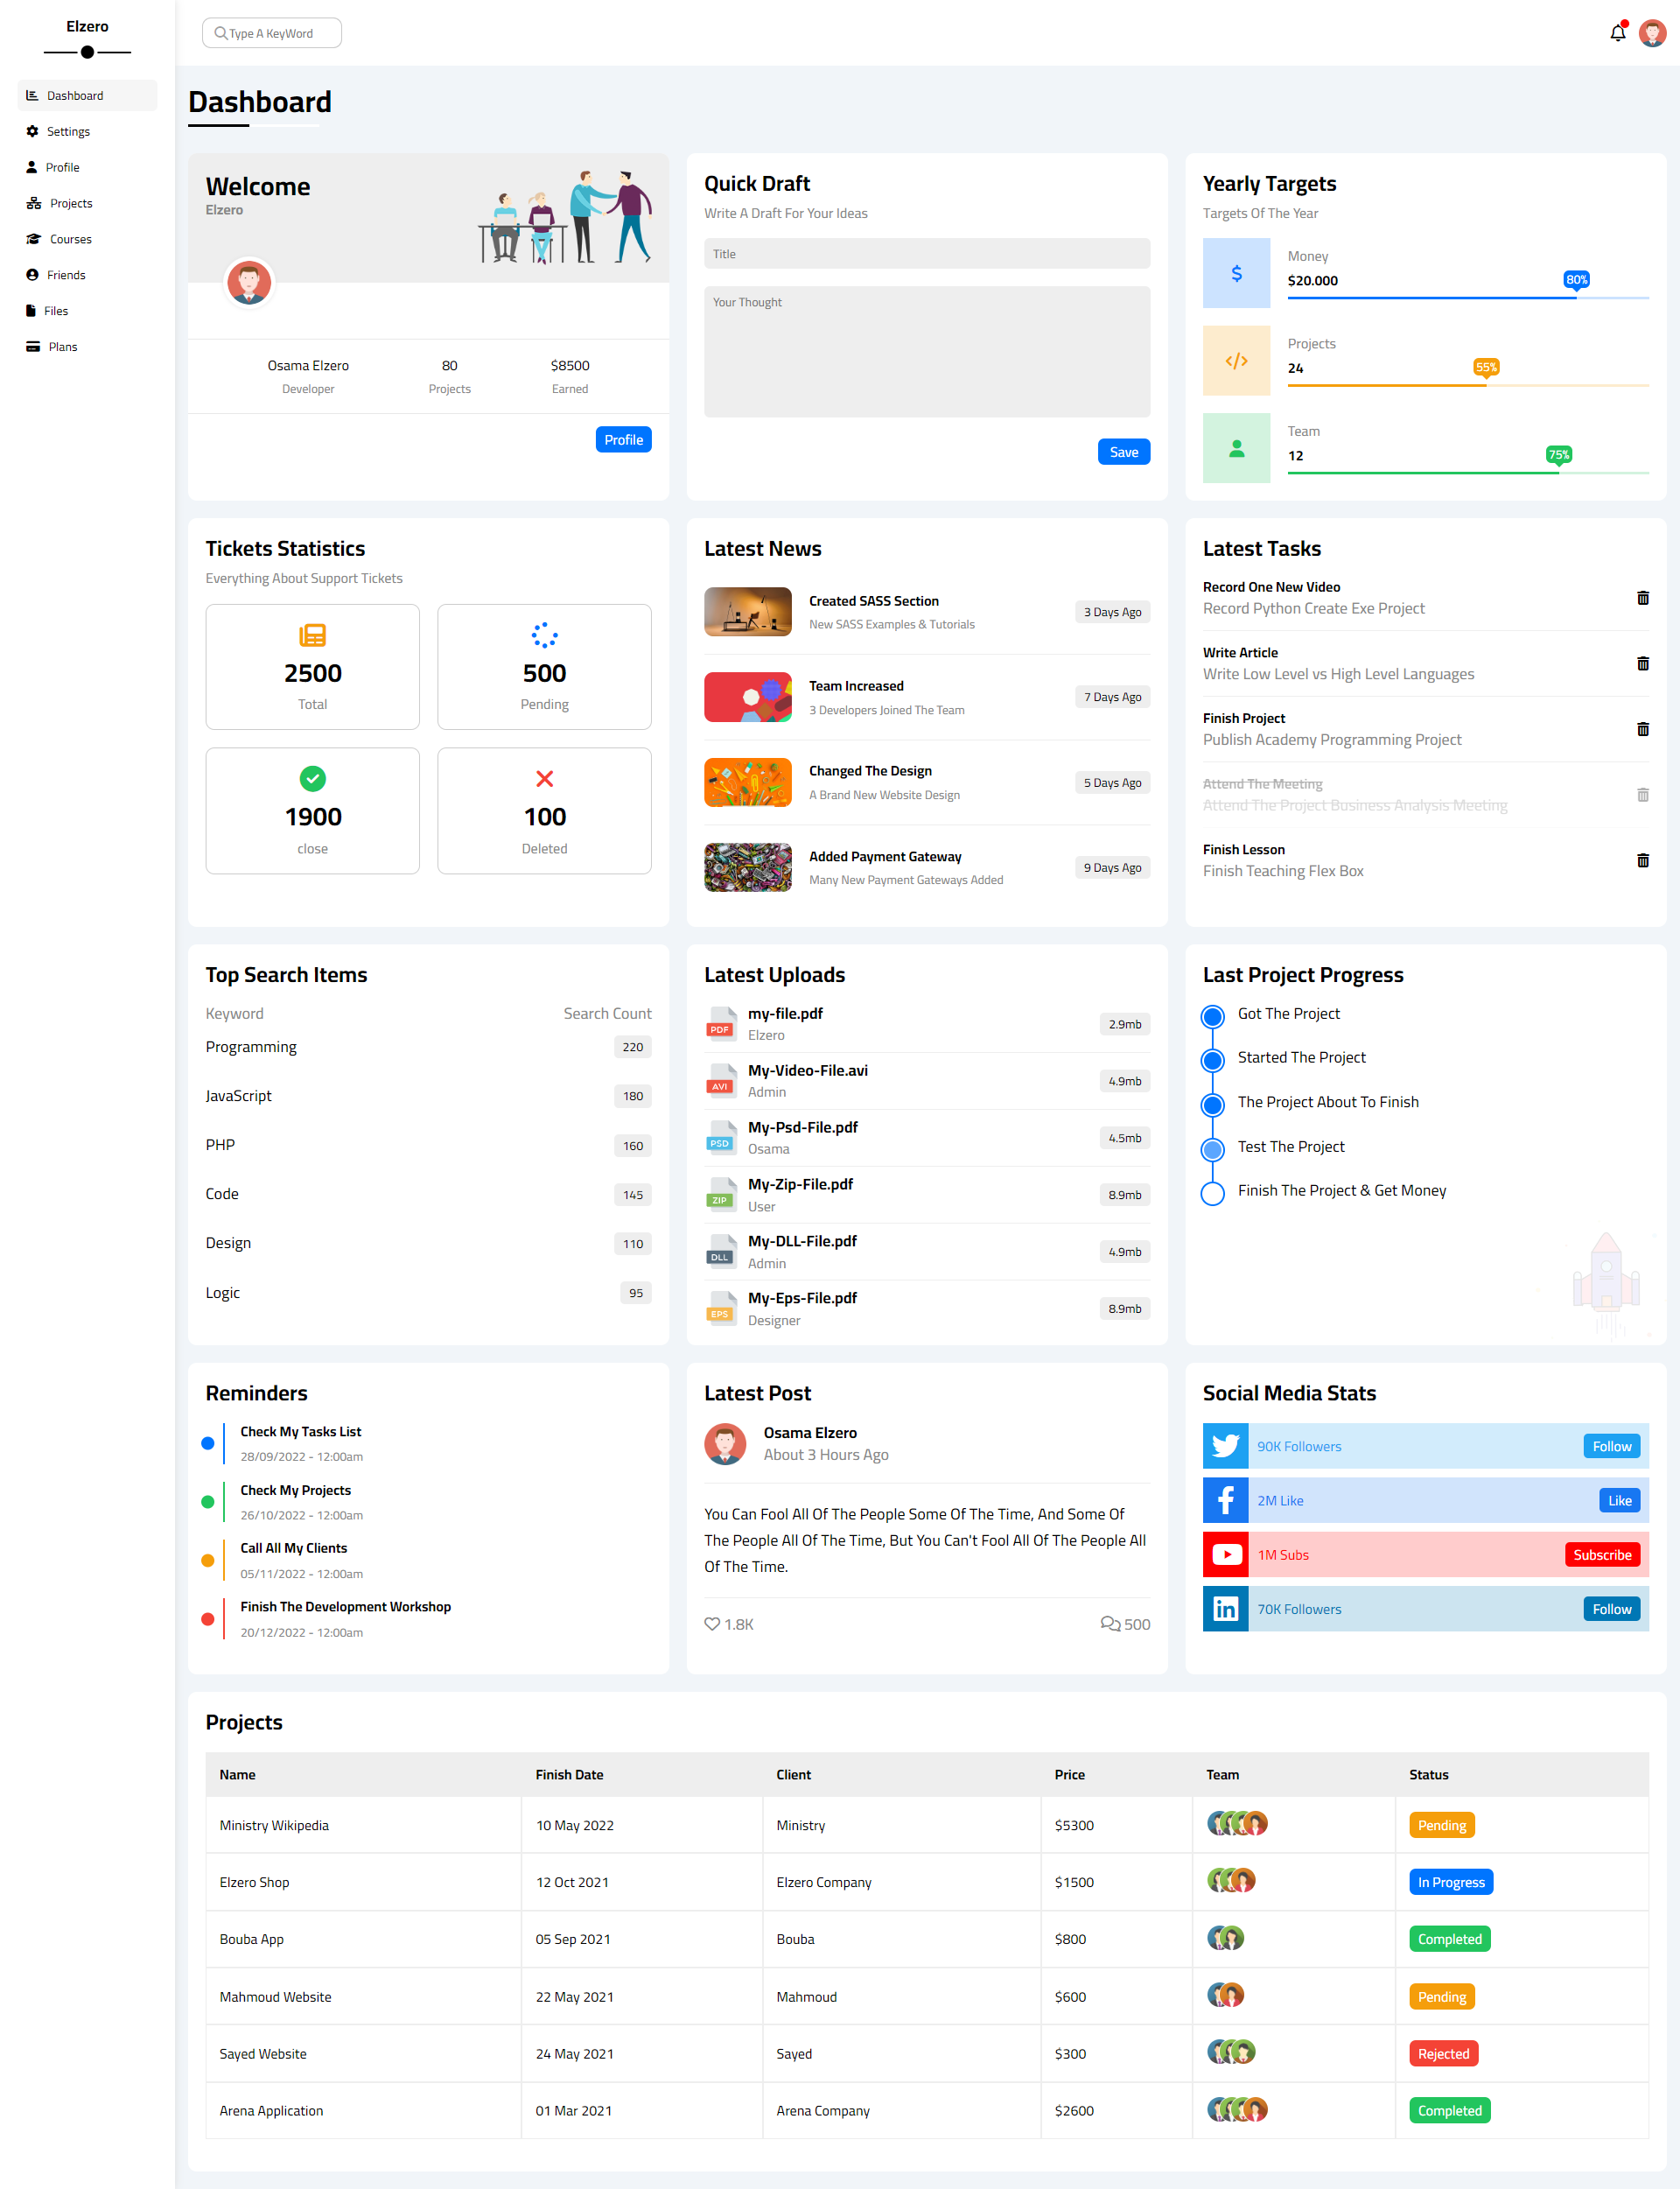 Elzero
Dashboard
Settings
Profile
Projects
Courses
Friends
Files
Plans
Type A KeyWord
Dashboard
Welcome
Elzero
Osama Elzero
Developer
80
Projects
$8500
Earned
Profile
Quick Draft
Write A Draft For Your Ideas
Title
Your Thought
Save
Yearly Targets
Targets Of The Year
$
Money
$20.000
80%
</>
Projects
24
55%
Team
12
75%
Tickets Statistics
Everything About Support Tickets
2500
Total
500
Pending
1900
close
100
Deleted
Latest News
Created SASS Section
New SASS Examples & Tutorials
3 Days Ago
Team Increased
3 Developers Joined The Team
7 Days Ago
Changed The Design
A Brand New Website Design
5 Days Ago
Added Payment Gateway
Many New Payment Gateways Added
9 Days Ago
Latest Tasks
Record One New Video
Record Python Create Exe Project
Write Article
Write Low Level vs High Level Languages
Finish Project
Publish Academy Programming Project
Attend The Meeting
Attend The Project Business Analysis Meeting
Finish Lesson
Finish Teaching Flex Box
Top Search Items
Keyword Search Count
Programming 220
JavaScript 180
PHP 160
Code 145
Design 110
Logic 95
Latest Uploads
PDF
my-file.pdf
Elzero
2.9mb
AVI
My-Video-File.avi
Admin
4.9mb
PSD
My-Psd-File.pdf
Osama
4.5mb
ZIP
My-Zip-File.pdf
User
8.9mb
DLL
My-DLL-File.pdf
Admin
4.9mb
EPS
My-Eps-File.pdf
Designer
8.9mb
Last Project Progress
Got The Project
Started The Project
The Project About To Finish
Test The Project
Finish The Project & Get Money
Reminders
Check My Tasks List
28/09/2022 - 12:00am
Check My Projects
26/10/2022 - 12:00am
Call All My Clients
05/11/2022 - 12:00am
Finish The Development Workshop
20/12/2022 - 12:00am
Latest Post
Osama Elzero
About 3 Hours Ago
You Can Fool All Of The People Some Of The Time, And Some Of
The People All Of The Time, But You Can't Fool All Of The People All
Of The Time.
1.8K 500
Social Media Stats
90K Followers Follow
2M Like Like
1M Subs Subscribe
in 70K Followers Follow
Projects
Name Finish Date Client Price Team Status
Ministry Wikipedia 10 May 2022 Ministry $5300 Pending
Elzero Shop 12 Oct 2021 Elzero Company $1500 In Progress
Bouba App 05 Sep 2021 Bouba $800 Completed
Mahmoud Website 22 May 2021 Mahmoud $600 Pending
Sayed Website 24 May 2021 Sayed $300 Rejected
Arena Application 01 Mar 2021 Arena Company $2600 Completed